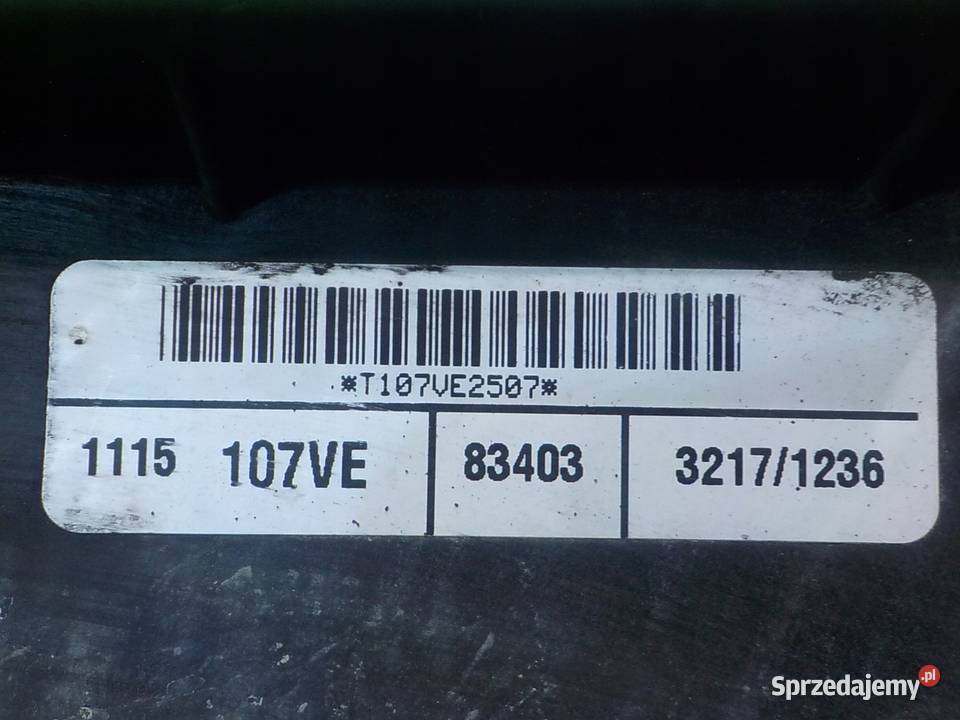 *T107VE2507*
1115 107VE 83403 3217/1236
Sprzedajemy.pl